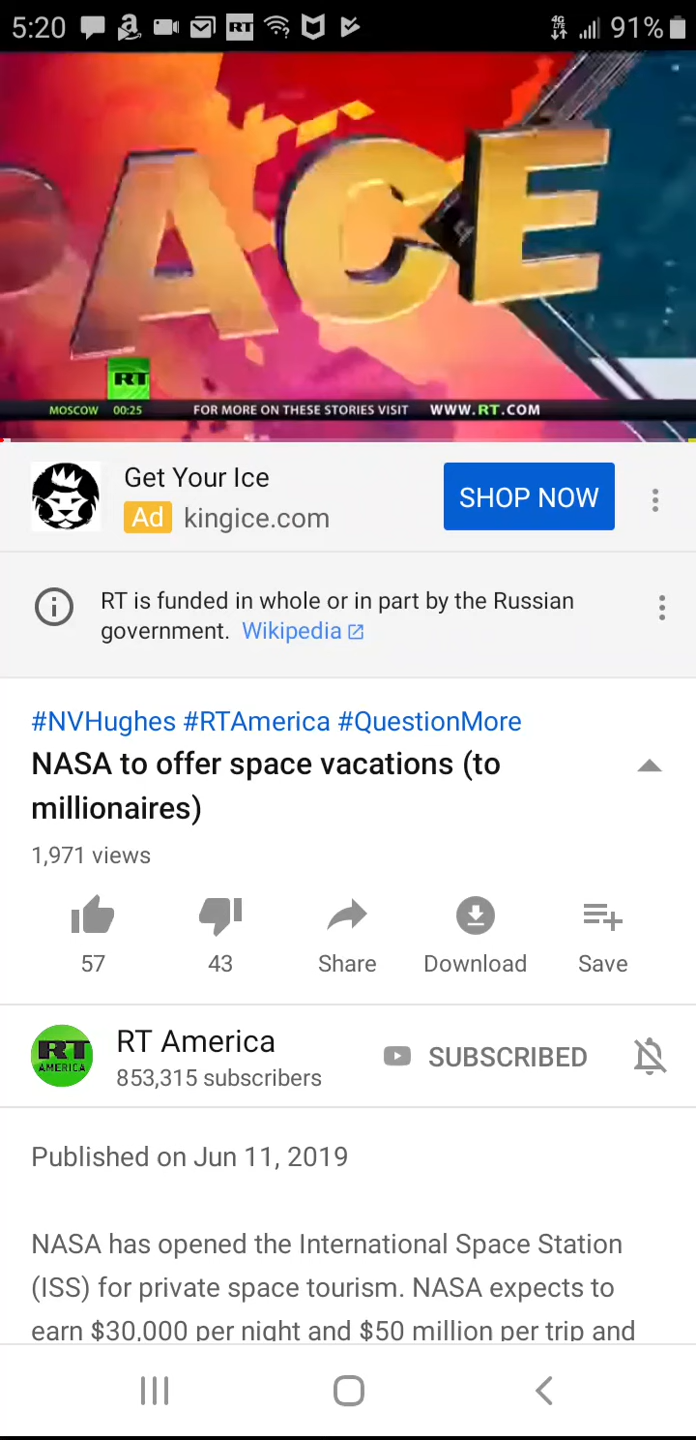 5:20 RT 4G LTE 91%
ACE
RT
MOSCOW 00:25 FOR MORE ON THESE STORIES VISIT WWW.RT.COM
Get Your Ice
Ad kingice.com
SHOP NOW
RT is funded in whole or in part by the Russian
government. Wikipedia
#NVHughes #RTAmerica #QuestionMore
NASA to offer space vacations (to
millionaires)
1,971 views
57 43 Share Download Save
RT AMERICA
RT America
853,315 subscribers
SUBSCRIBED
Published on Jun 11, 2019
NASA has opened the International Space Station
(ISS) for private space tourism. NASA expects to
earn $30,000 per night and $50 million per trip and